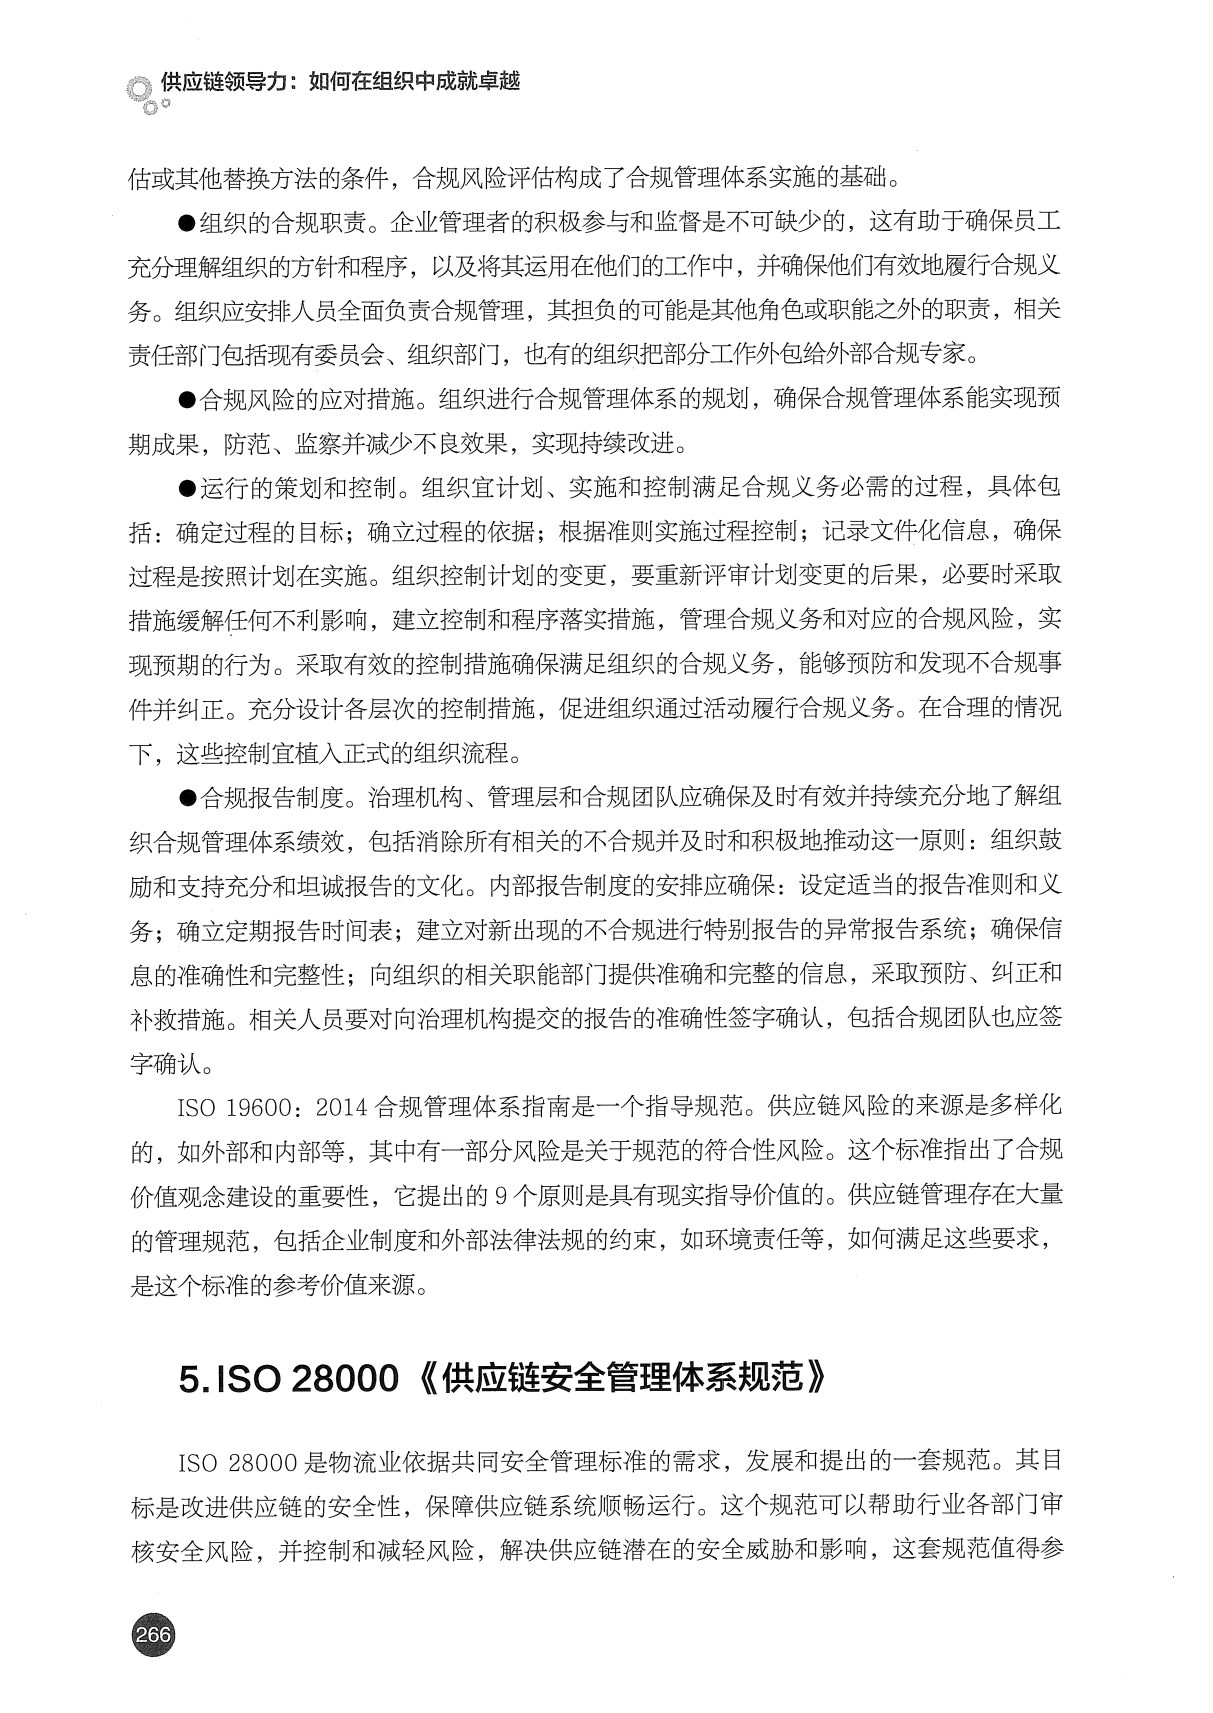 供应链领导力：如何在组织中成就卓越
估或其他替换方法的条件，合规风险评估构成了合规管理体系实施的基础。
●组织的合规职责。企业管理者的积极参与和监督是不可缺少的，这有助于确保员工
充分理解组织的方针和程序，以及将其运用在他们的工作中，并确保他们有效地履行合规义
务。组织应安排人员全面负责合规管理，其担负的可能是其他角色或职能之外的职责，相关
责任部门包括现有委员会、组织部门，也有的组织把部分工作外包给外部合规专家。
●合规风险的应对措施。组织进行合规管理体系的规划，确保合规管理体系能实现预
期成果，防范、监察并减少不良效果，实现持续改进。
●运行的策划和控制。组织宜计划、实施和控制满足合规义务必需的过程，具体包
括：确定过程的目标；确立过程的依据；根据准则实施过程控制；记录文件化信息，确保
过程是按照计划在实施。组织控制计划的变更，要重新评审计划变更的后果，必要时采取
措施缓解任何不利影响，建立控制和程序落实措施，管理合规义务和对应的合规风险，实
现预期的行为。采取有效的控制措施确保满足组织的合规义务，能够预防和发现不合规事
件并纠正。充分设计各层次的控制措施，促进组织通过活动履行合规义务。在合理的情况
下，这些控制宜植入正式的组织流程。
●合规报告制度。治理机构、管理层和合规团队应确保及时有效并持续充分地了解组
织合规管理体系绩效，包括消除所有相关的不合规并及时和积极地推动这一原则：组织鼓
励和支持充分和坦诚报告的文化。内部报告制度的安排应确保：设定适当的报告准则和义
务；确立定期报告时间表；建立对新出现的不合规进行特别报告的异常报告系统；确保信
息的准确性和完整性；向组织的相关职能部门提供准确和完整的信息，采取预防、纠正和
补救措施。相关人员要对向治理机构提交的报告的准确性签字确认，包括合规团队也应签
字确认。
ISO 19600：2014 合规管理体系指南是一个指导规范。供应链风险的来源是多样化
的，如外部和内部等，其中有一部分风险是关于规范的符合性风险。这个标准指出了合规
价值观念建设的重要性，它提出的 9 个原则是具有现实指导价值的。供应链管理存在大量
的管理规范，包括企业制度和外部法律法规的约束，如环境责任等，如何满足这些要求，
是这个标准的参考价值来源。
5. ISO 28000《供应链安全管理体系规范》
ISO 28000 是物流业依据共同安全管理标准的需求，发展和提出的一套规范。其目
标是改进供应链的安全性，保障供应链系统顺畅运行。这个规范可以帮助行业各部门审
核安全风险，并控制和减轻风险，解决供应链潜在的安全威胁和影响，这套规范值得参
266